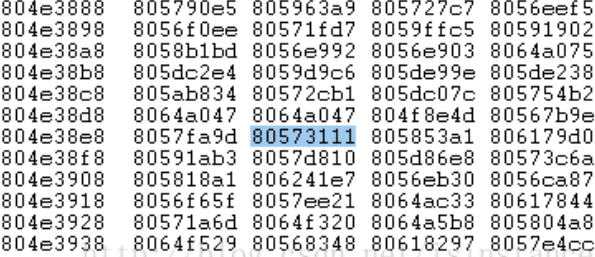 804e3888  805790e5 805963a9 805727c7 8056eef5
804e3898  8056f0ee 80571fd7 8059ffc5 80591902
804e38a8  8058b1bd 8056e992 8056e903 8064a075
804e38b8  805dc2e4 8059d9c6 805de99e 805de238
804e38c8  805ab834 80572cb1 805dc07c 805754b2
804e38d8  8064a047 8064a047 804f8e4d 80567b9e
804e38e8  8057fa9d 80573111 805853a1 806179d0
804e38f8  80591ab3 8057d810 805d86e8 80573c6a
804e3908  805818a1 806241e7 8056eb30 8056ca87
804e3918  8056f65f 8057ee21 8064ac33 80617844
804e3928  80571a6d 8064f320 8064a5b8 805804a8
804e3938  8064f529 80568348 80618297 8057e4cc